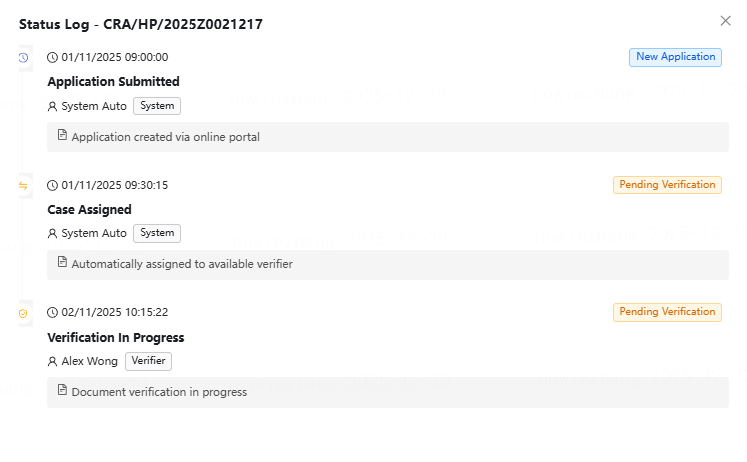 Status Log - CRA/HP/2025Z0021217
01/11/2025 09:00:00 New Application
Application Submitted
System Auto System
Application created via online portal
01/11/2025 09:30:15 Pending Verification
Case Assigned
System Auto System
Automatically assigned to available verifier
02/11/2025 10:15:22 Pending Verification
Verification In Progress
Alex Wong Verifier
Document verification in progress